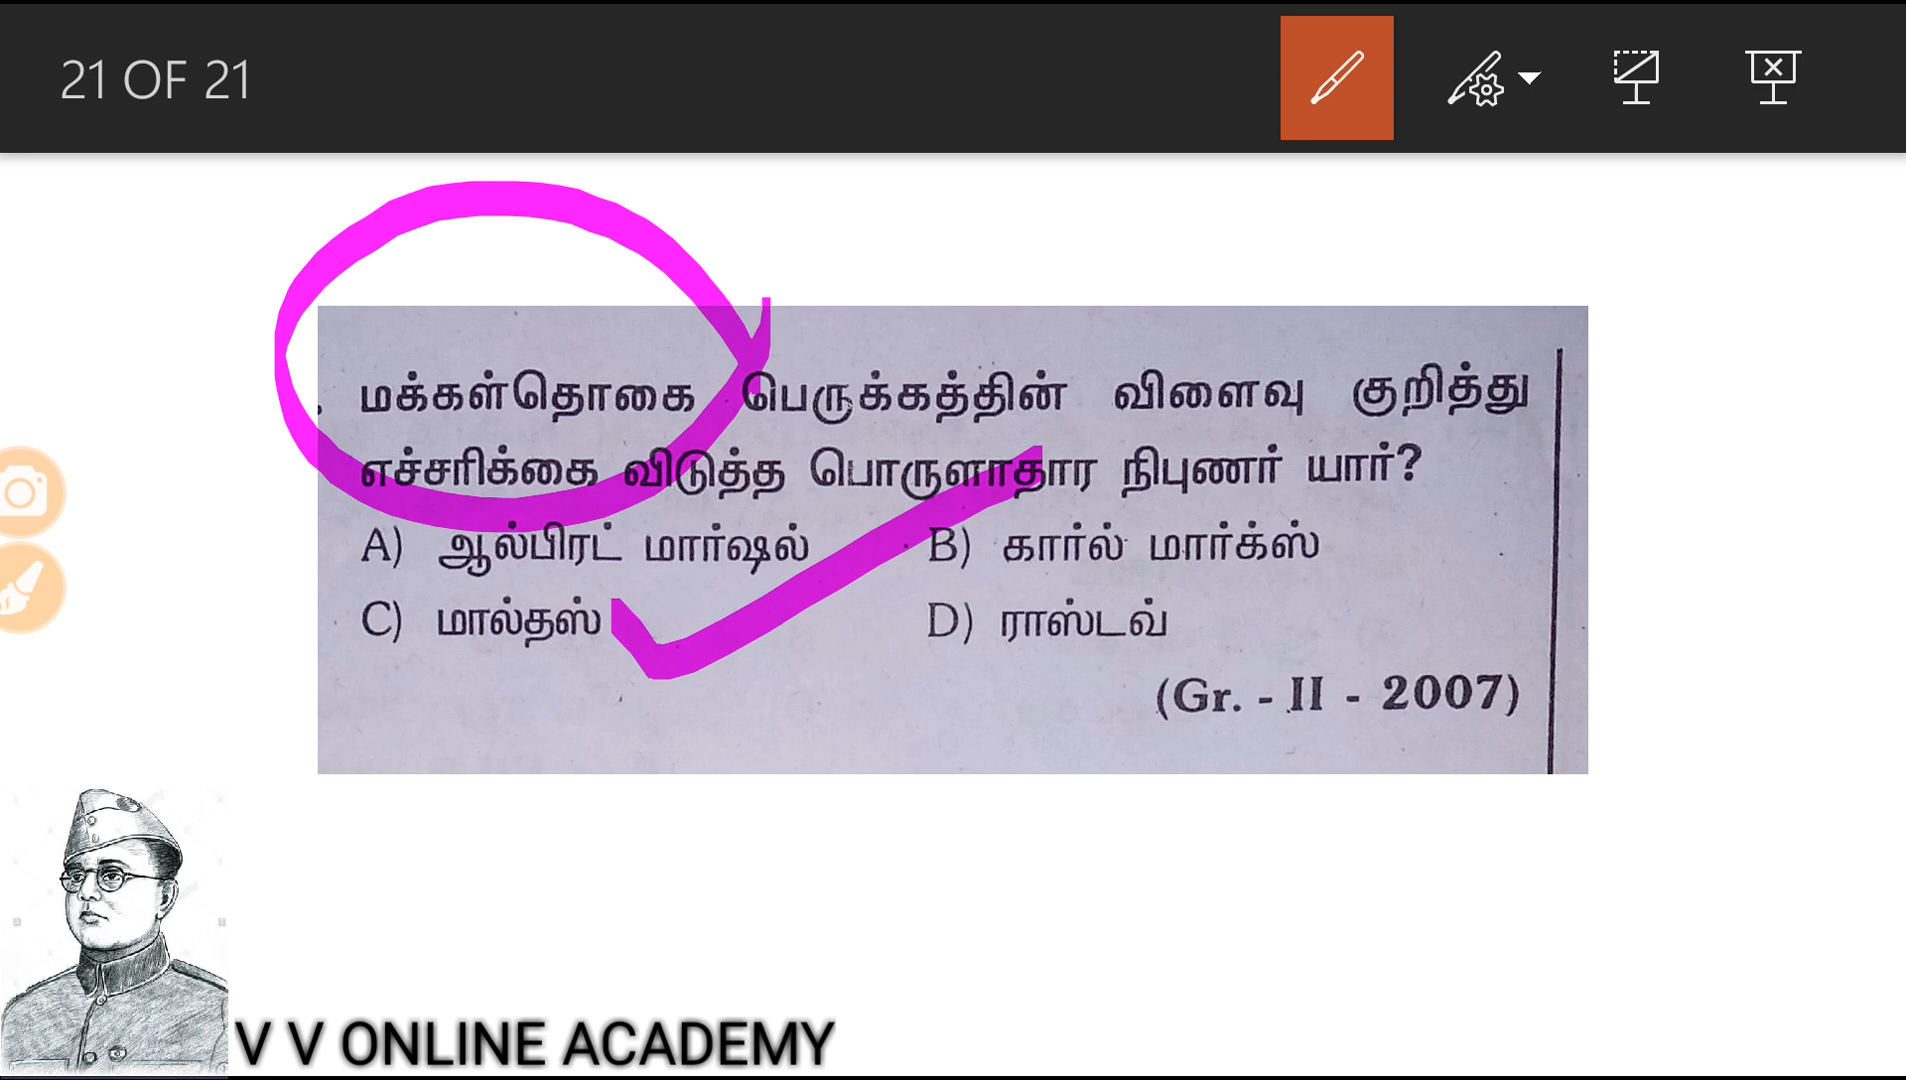 21 OF 21
மக்கள்தொகை பெருக்கத்தின் விளைவு குறித்து
எச்சரிக்கை விடுத்த பொருளாதார நிபுணர் யார்?
A) ஆல்பிரட் மார்ஷல் B) கார்ல் மார்க்ஸ்
C) மால்தஸ் D) ராஸ்டவ்
(Gr. - II - 2007)
V V ONLINE ACADEMY